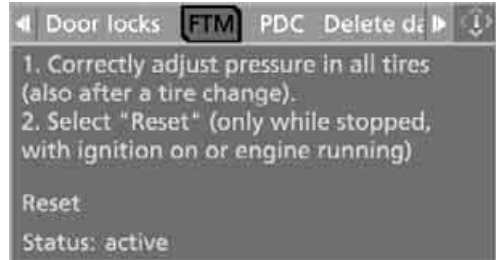 Door locks FTM PDC Delete da
1. Correctly adjust pressure in all tires
(also after a tire change).
2. Select "Reset" (only while stopped,
with ignition on or engine running)
Reset
Status: active